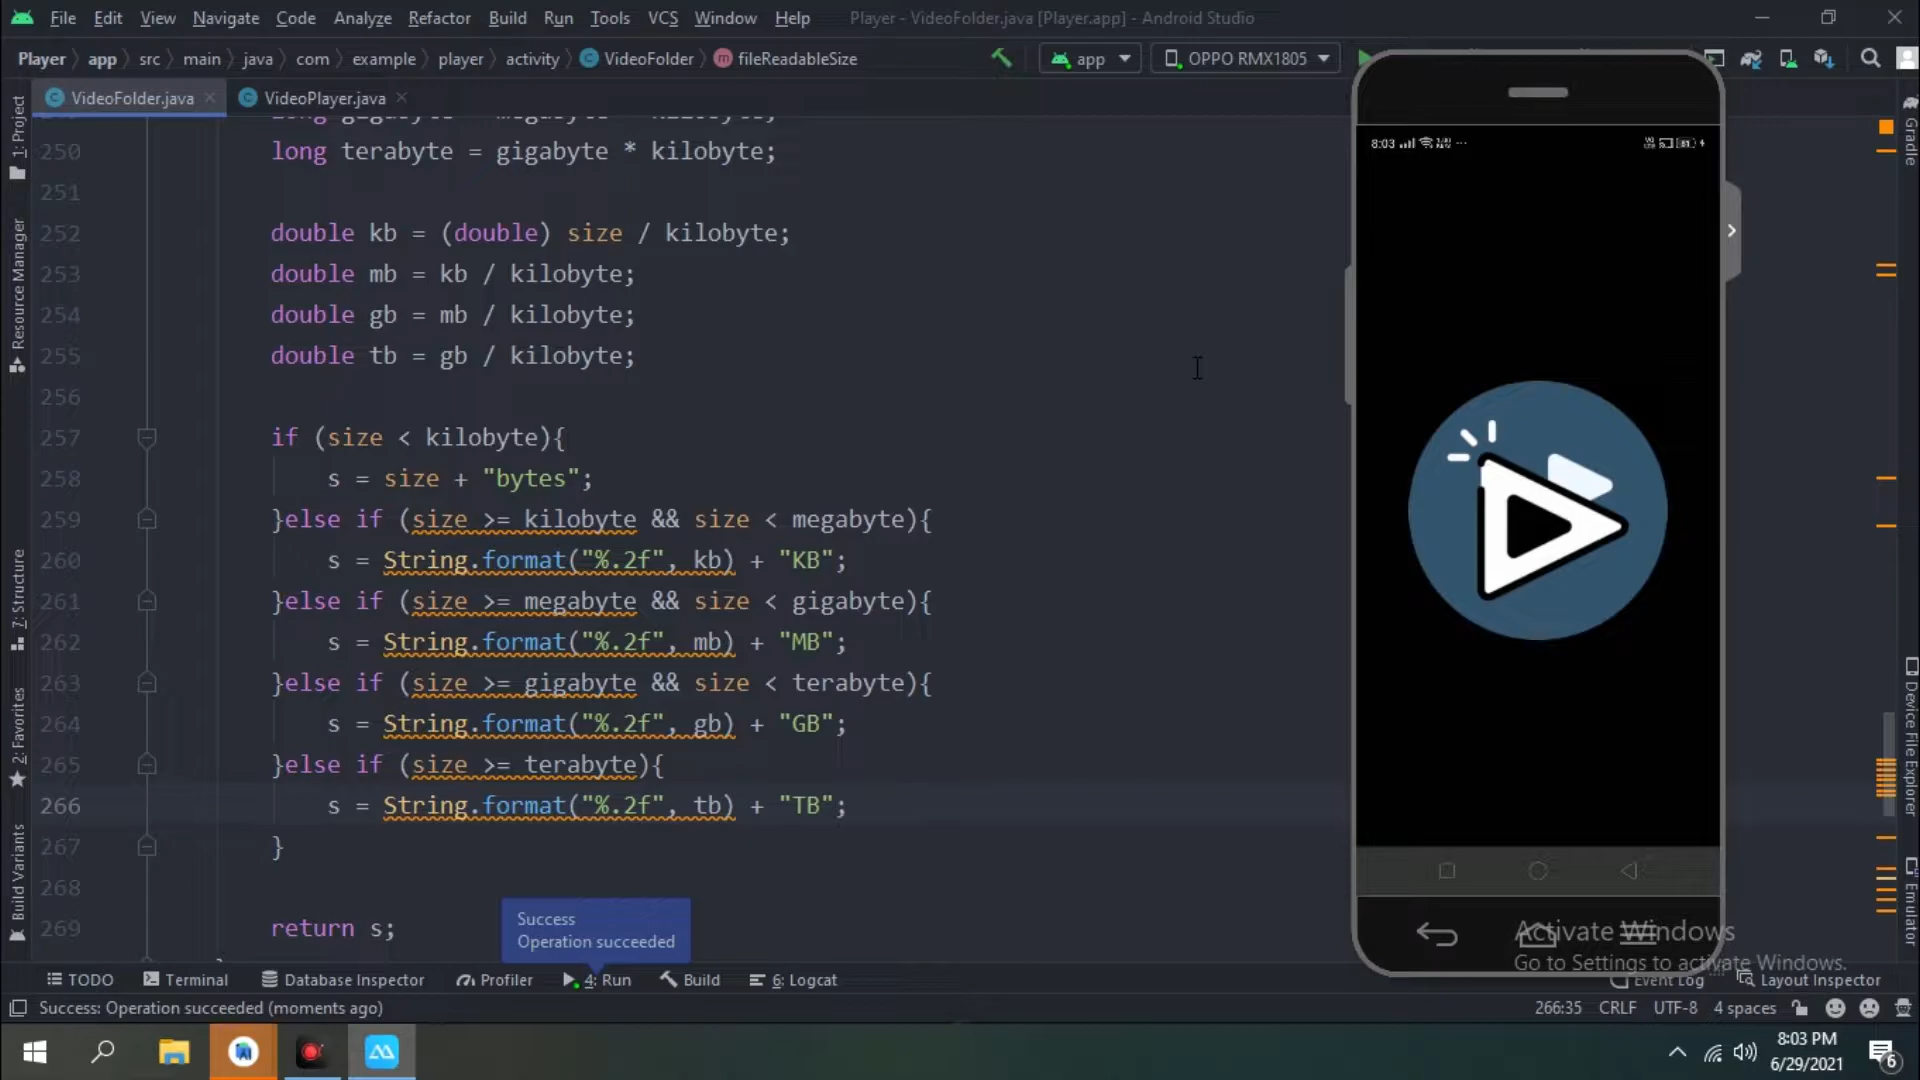 File Edit View Navigate Code Analyze Refactor Build Run Tools VCS Window Help Player - VideoFolder.java [Player.app] - Android Studio
Player app src main java com example player activity VideoFolder fileReadableSize app OPPO RMX1805
VideoFolder.java VideoPlayer.java
250 long terabyte = gigabyte * kilobyte;
251
252 double kb = (double) size / kilobyte;
253 double mb = kb / kilobyte;
254 double gb = mb / kilobyte;
255 double tb = gb / kilobyte;
256
257 if (size < kilobyte){
258 s = size + "bytes";
259 }else if (size >= kilobyte && size < megabyte){
260 s = String.format("%.2f", kb) + "KB";
261 }else if (size >= megabyte && size < gigabyte){
262 s = String.format("%.2f", mb) + "MB";
263 }else if (size >= gigabyte && size < terabyte){
264 s = String.format("%.2f", gb) + "GB";
265 }else if (size >= terabyte){
266 s = String.format("%.2f", tb) + "TB";
267 }
268
269 return s;
1: Project
Resource Manager
7: Structure
2: Favorites
Build Variants
8:03
Gradle
Device File Explorer
Emulator
Success
Operation succeeded
Activate Windows
Go to Settings to activate Windows.
TODO Terminal Database Inspector Profiler 4: Run Build 6: Logcat Event Log Layout Inspector
Success: Operation succeeded (moments ago) 266:35 CRLF UTF-8 4 spaces
8:03 PM
6/29/2021
6